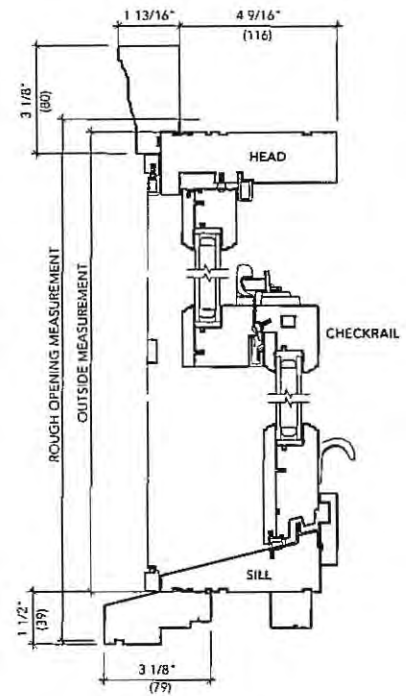 1 13/16"
4 9/16"
(116)
3 1/8"
(80)
HEAD
ROUGH OPENING MEASUREMENT
OUTSIDE MEASUREMENT
CHECKRAIL
SILL
1 1/2"
(39)
3 1/8"
(79)